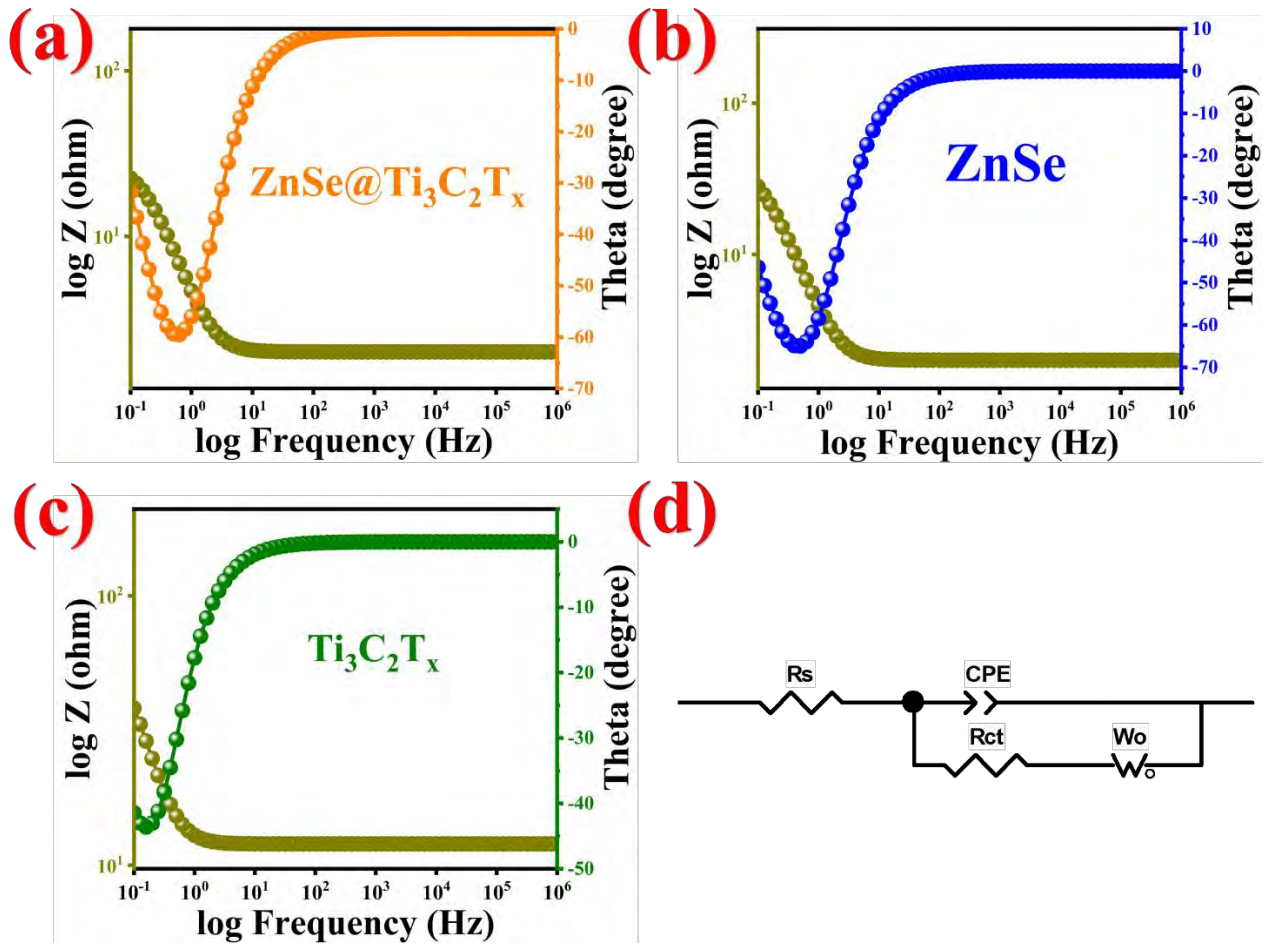 (a)
log Z (ohm)
10²
10¹
ZnSe@Ti₃C₂Tₓ
0
-10
-20
-30
-40
-50
-60
-70
Theta (degree)
10⁻¹ 10⁰ 10¹ 10² 10³ 10⁴ 10⁵ 10⁶
log Frequency (Hz)
(b)
log Z (ohm)
10²
10¹
ZnSe
10
0
-10
-20
-30
-40
-50
-60
-70
Theta (degree)
10⁻¹ 10⁰ 10¹ 10² 10³ 10⁴ 10⁵ 10⁶
log Frequency (Hz)
(c)
log Z (ohm)
10²
10¹
Ti₃C₂Tₓ
0
-10
-20
-30
-40
-50
Theta (degree)
10⁻¹ 10⁰ 10¹ 10² 10³ 10⁴ 10⁵ 10⁶
log Frequency (Hz)
(d)
Rs CPE
Rct Wo